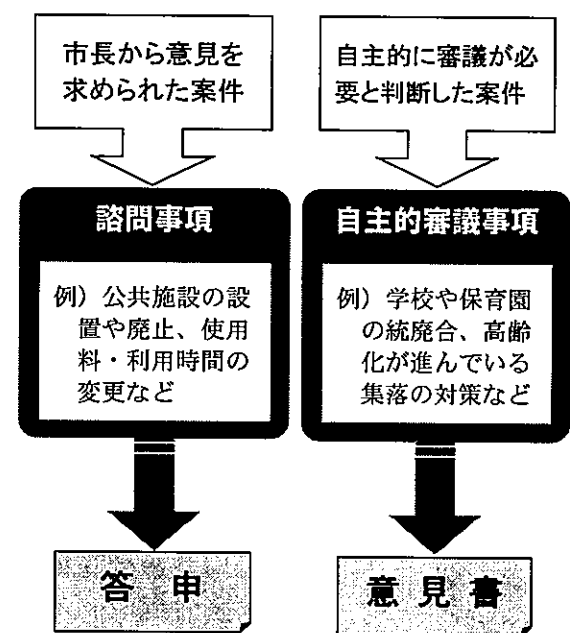 市長から意見を
求められた案件
自主的に審議が必
要と判断した案件
諮問事項
例）公共施設の設
置や廃止、使用
料・利用時間の
変更など
自主的審議事項
例）学校や保育園
の統廃合、高齢
化が進んでいる
集落の対策など
答申
意見書